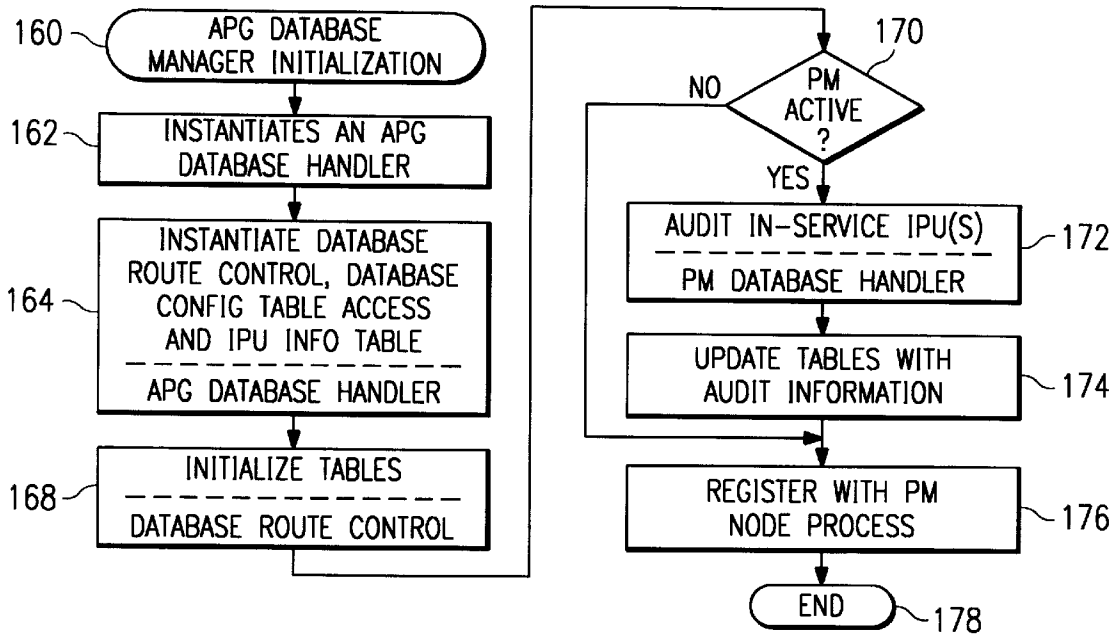 160
APG DATABASE
MANAGER INITIALIZATION
162
INSTANTIATES AN APG
DATABASE HANDLER
164
INSTANTIATE DATABASE
ROUTE CONTROL, DATABASE
CONFIG TABLE ACCESS
AND IPU INFO TABLE
APG DATABASE HANDLER
168
INITIALIZE TABLES
DATABASE ROUTE CONTROL
170
PM
ACTIVE
?
NO
YES
AUDIT IN-SERVICE IPU(S)
PM DATABASE HANDLER
172
UPDATE TABLES WITH
AUDIT INFORMATION
174
REGISTER WITH PM
NODE PROCESS
176
END
178